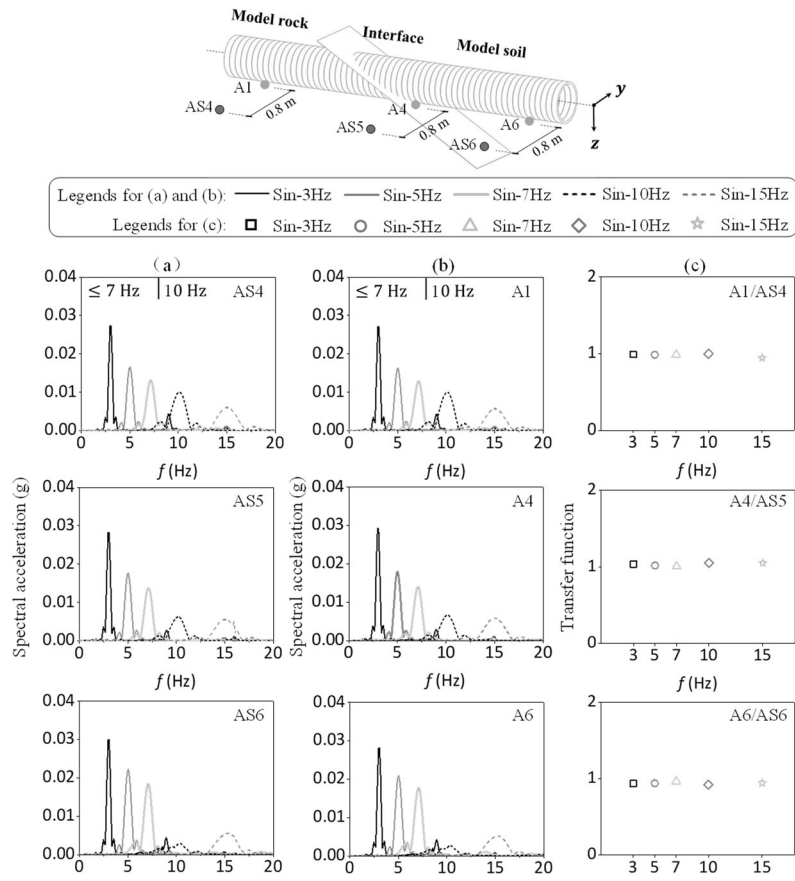 Model rock
Interface
Model soil
A1
AS4
0.8 m
A4
AS5
0.8 m
A6
AS6
0.8 m
y
z
Legends for (a) and (b): Sin-3Hz Sin-5Hz Sin-7Hz Sin-10Hz Sin-15Hz
Legends for (c): Sin-3Hz Sin-5Hz Sin-7Hz Sin-10Hz Sin-15Hz
(a) (b) (c)
0.04
0.03
0.02
0.01
0.00
≤ 7 Hz 10 Hz AS4
0 5 10 15 20
f (Hz)
0.04
0.03
0.02
0.01
0.00
≤ 7 Hz 10 Hz A1
0 5 10 15 20
f (Hz)
2
1
0
A1/AS4
3 5 7 10 15
f (Hz)
Spectral acceleration (g)
0.04
0.03
0.02
0.01
0.00
AS5
0 5 10 15 20
f (Hz)
Spectral acceleration (g)
0.04
0.03
0.02
0.01
0.00
A4
0 5 10 15 20
f (Hz)
Transfer function
2
1
0
A4/AS5
3 5 7 10 15
f (Hz)
0.04
0.03
0.02
0.01
0.00
AS6
0 5 10 15 20
0.04
0.03
0.02
0.01
0.00
A6
0 5 10 15 20
2
1
0
A6/AS6
3 5 7 10 15